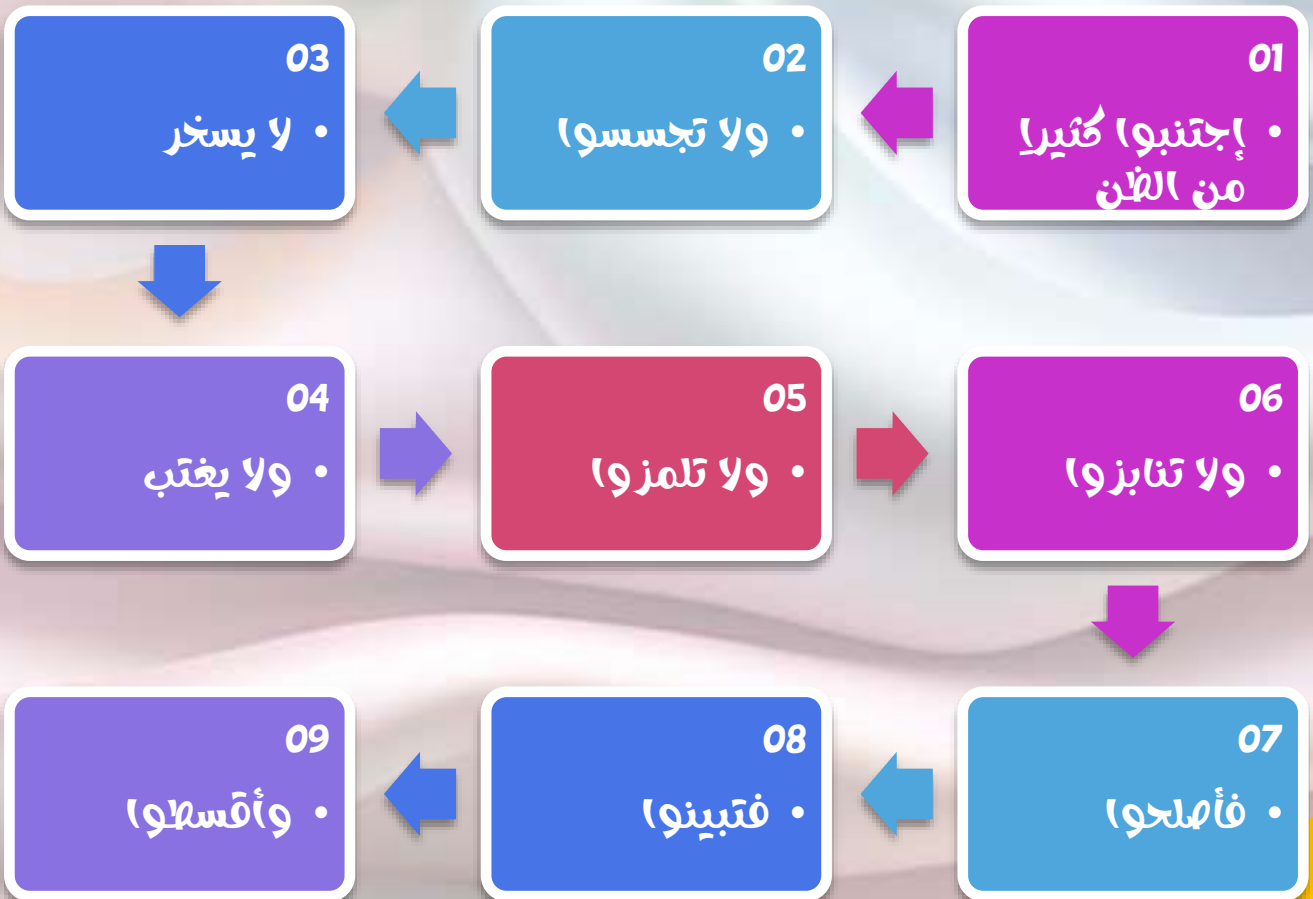 01
• إجتنبوا كثيرا
من الظن
02
• ولا تجسسوا
03
• لا يسخر
04
• ولا يغتب
05
• ولا تلمزوا
06
• ولا تنابزوا
07
• فأصلحوا
08
• فتبينوا
09
• وأقسطوا